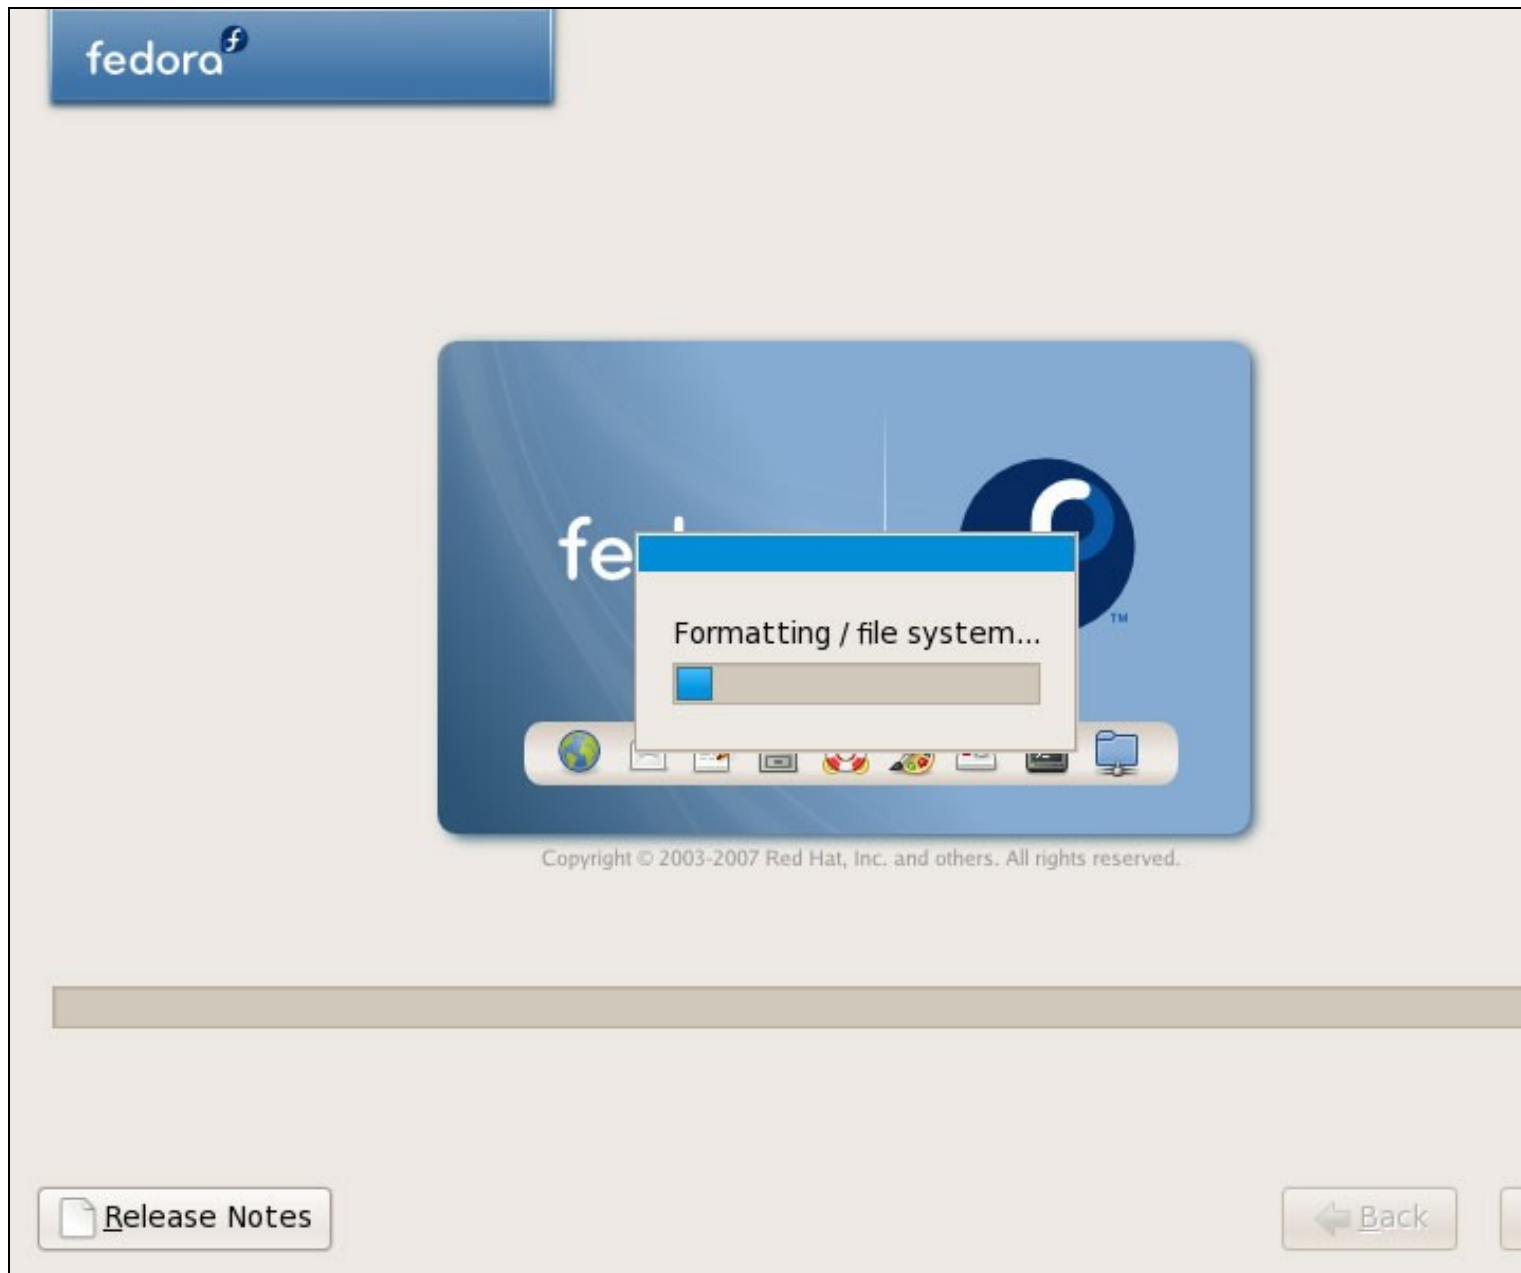 fedora
fe
TM
Formatting / file system...
Copyright © 2003-2007 Red Hat, Inc. and others. All rights reserved.
Release Notes
Back